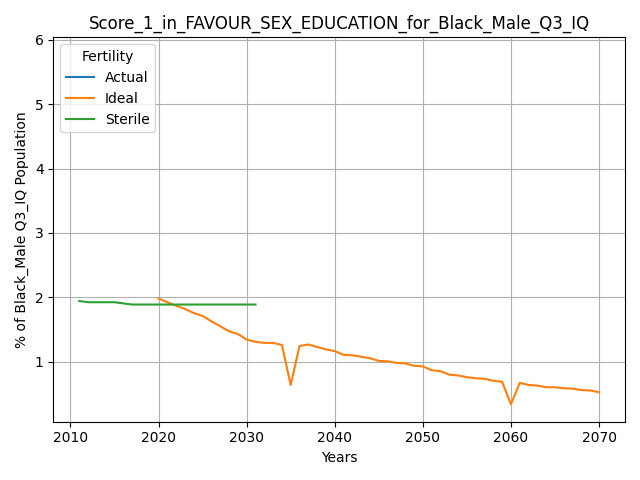 Score_1_in_FAVOUR_SEX_EDUCATION_for_Black_Male_Q3_IQ
Fertility
Actual
Ideal
Sterile
% of Black_Male Q3_IQ Population
6
5
4
3
2
1
2010 2020 2030 2040 2050 2060 2070
Years